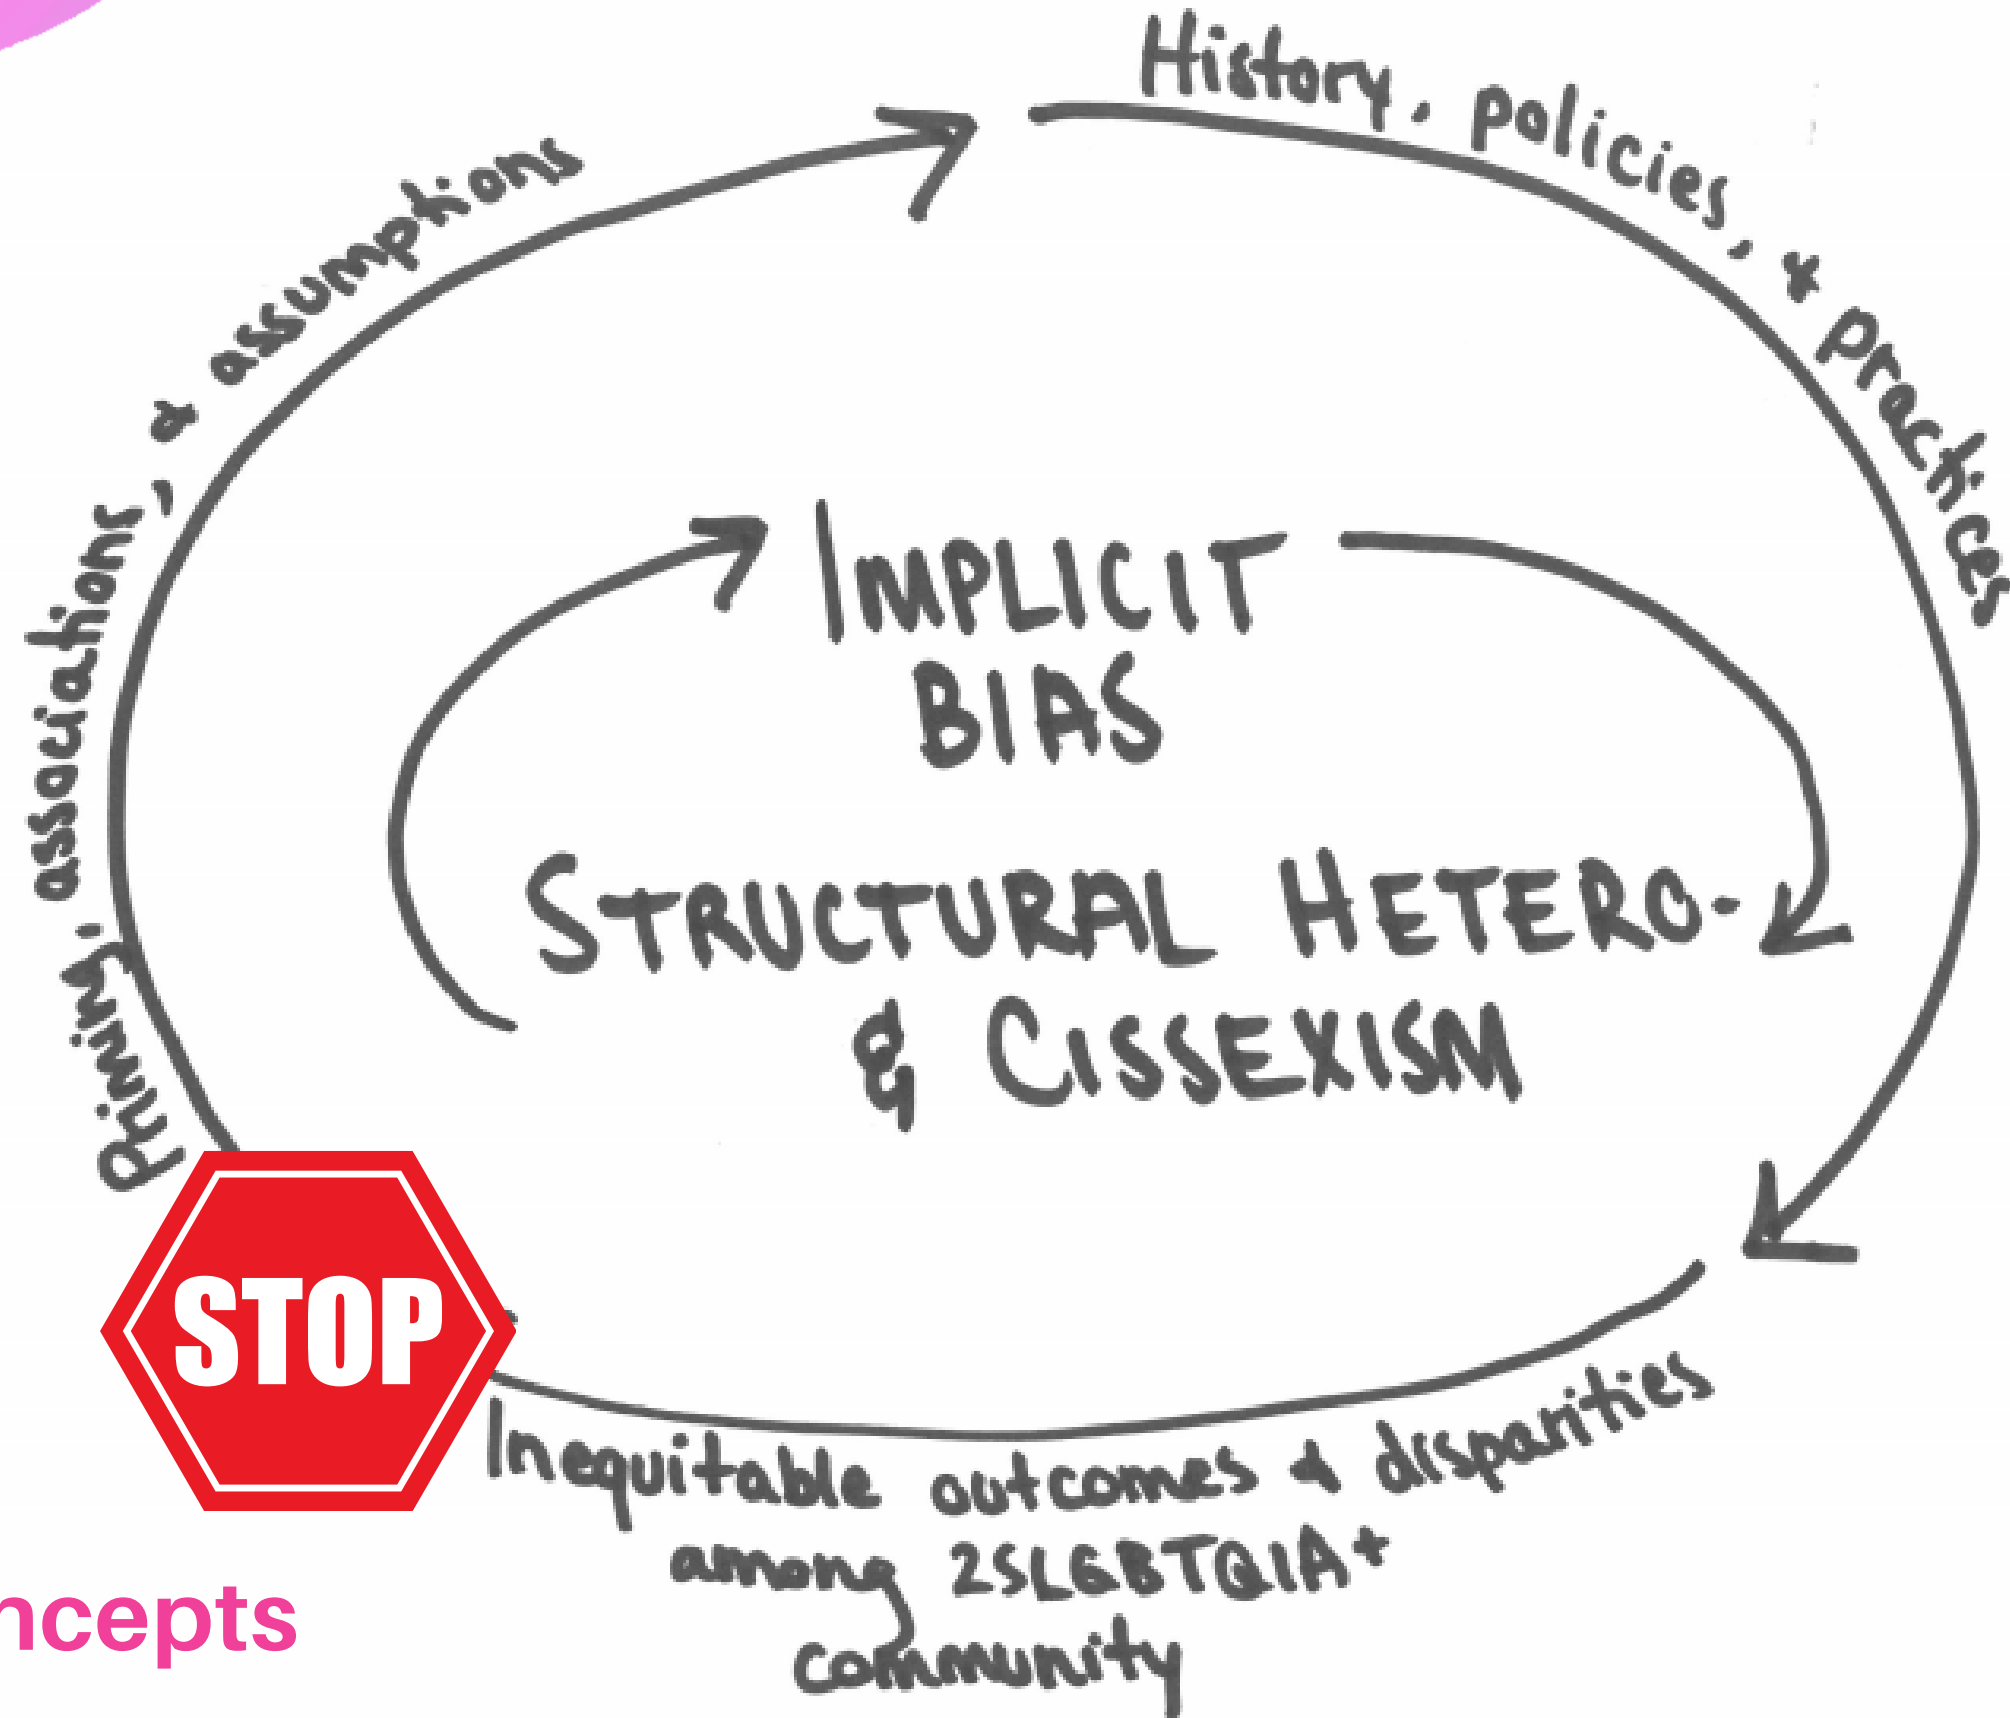 History, policies, & practices
Priming, associations, & assumptions
IMPLICIT
BIAS
STRUCTURAL HETERO-
& CISSEXISM
STOP
Inequitable outcomes & disparities
among 2SLGBTQIA+
community
ncepts